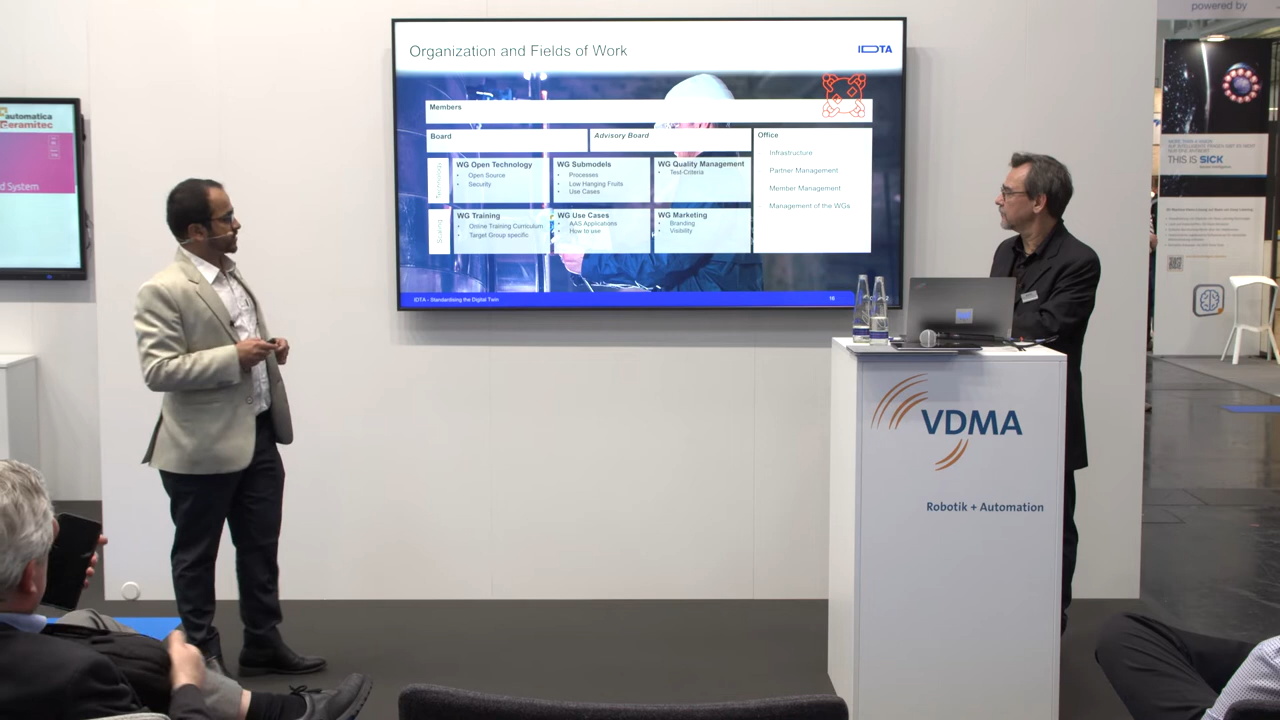 Organization and Fields of Work
IDTA
Members
Board
Advisory Board
Office
Infrastructure
Partner Management
Member Management
Management of the WGs
WG Open Technology
• Open Source
• Security
WG Submodels
• Processes
• Low Hanging Fruits
• Use Cases
WG Quality Management
• Test-Criteria
WG Training
• Online Training Curriculum
• Target Group specific
WG Use Cases
• AAS Applications
• How to use
WG Marketing
• Branding
• Visibility
IDTA - Standardising the Digital Twin
16
automatica
ceramitec
d System
VDMA
Robotik + Automation
powered by
THIS IS SICK